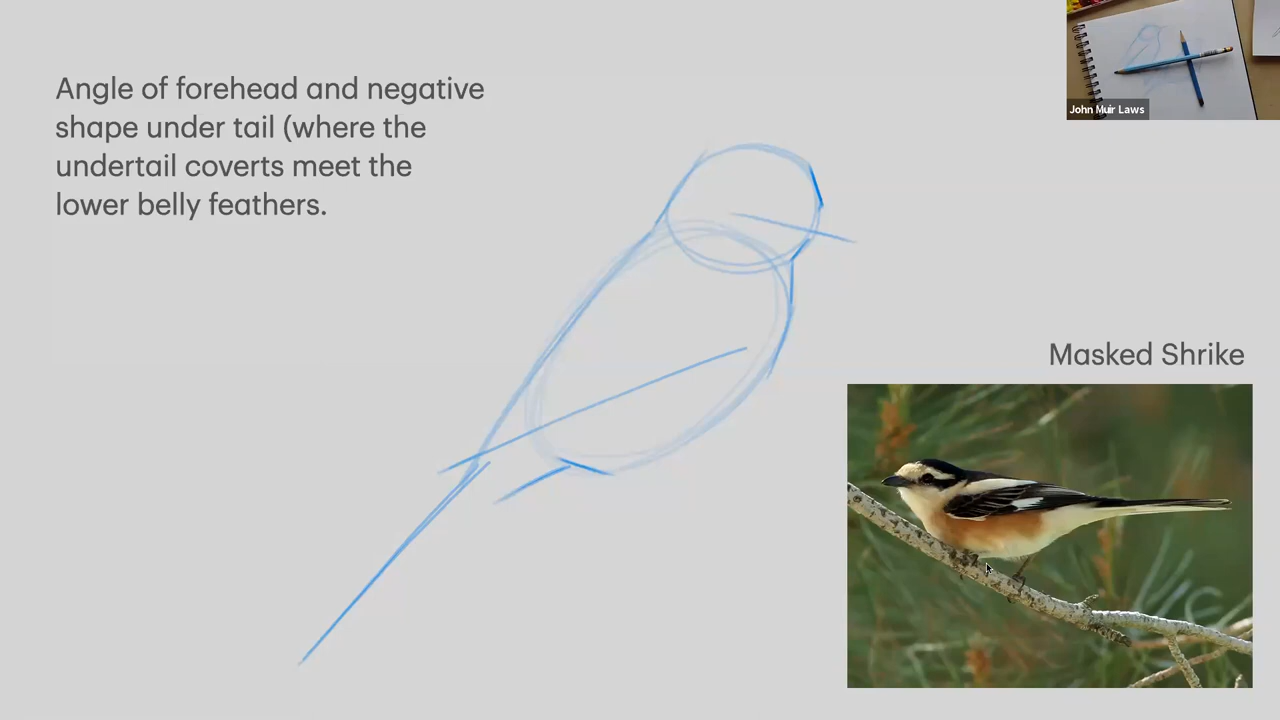 Angle of forehead and negative
shape under tail (where the
undertail coverts meet the
lower belly feathers.
John Muir Laws
Masked Shrike